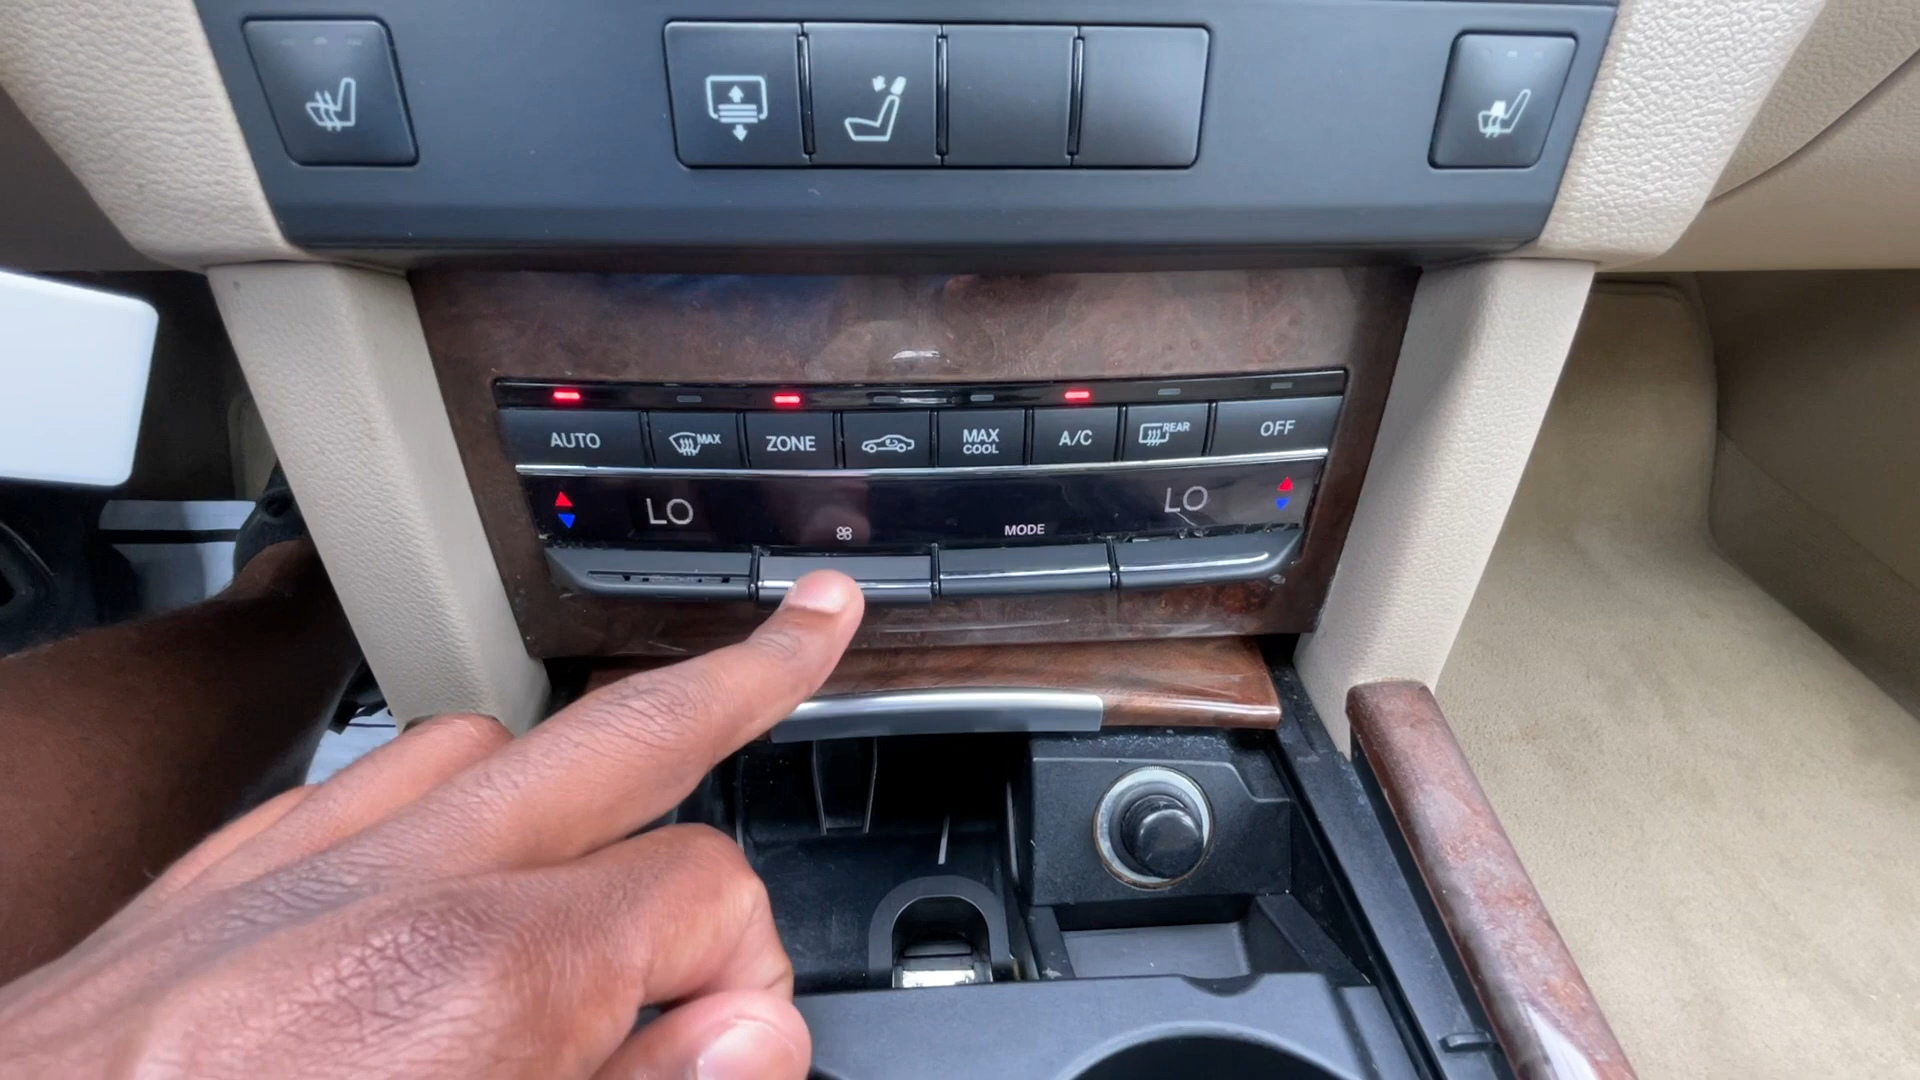 AUTO
MAX
ZONE
MAX
COOL
A/C
REAR
OFF
LO
MODE
LO